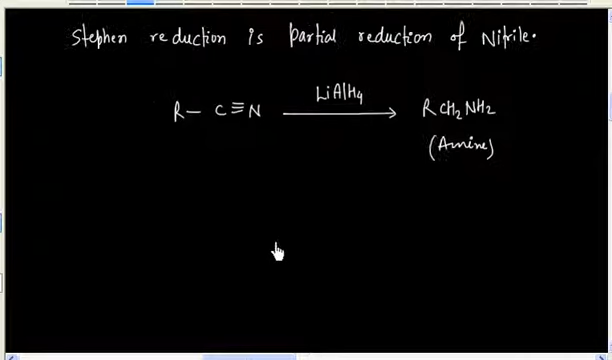 Stephen reduction is partial reduction of Nitrile.
LiAlH4
R — C ≡ N ⟶ RCH2NH2
(Amine)